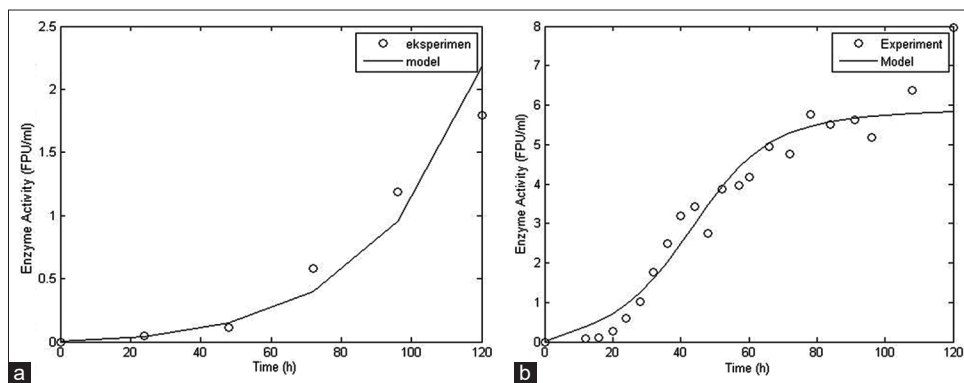 2.5
2
1.5
1
0.5
0
0 20 40 60 80 100 120
Enzyme Activity (FPU/ml)
Time (h)
eksperimen
model
a
8
7
6
5
4
3
2
1
0
0 20 40 60 80 100 120
Enzyme Activity (FPU/ml)
Time (h)
Experiment
Model
b